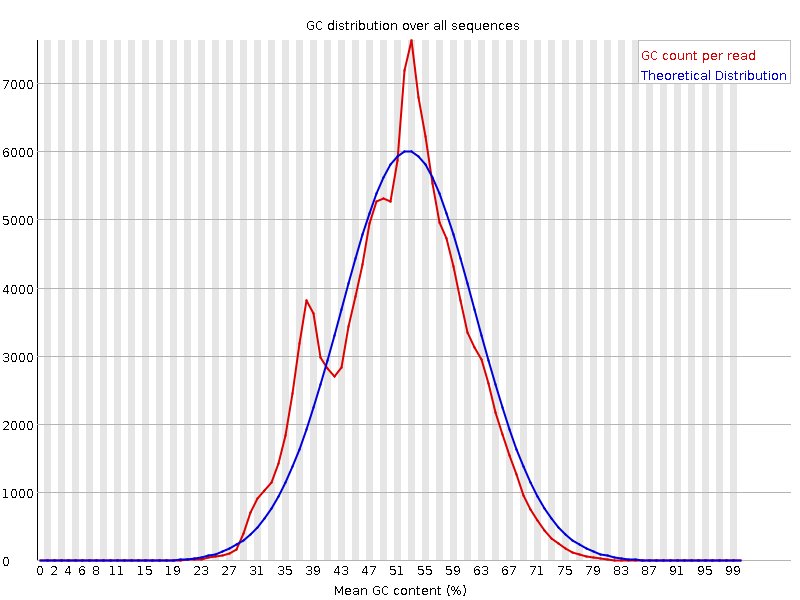 GC distribution over all sequences
GC count per read
Theoretical Distribution
7000
6000
5000
4000
3000
2000
1000
0
0 2 4 6 8 11 15 19 23 27 31 35 39 43 47 51 55 59 63 67 71 75 79 83 87 91 95 99
Mean GC content (%)